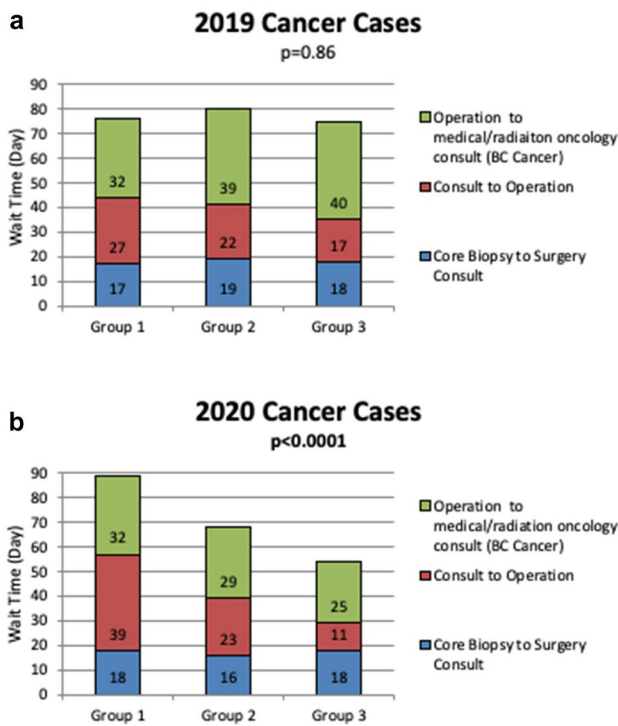 a
2019 Cancer Cases
p=0.86
Wait Time (Day)
90
80
70
60
50
40
30
20
10
0
32
39
40
27
22
17
17
19
18
Group 1
Group 2
Group 3
Operation to
medical/radiaiton oncology
consult (BC Cancer)
Consult to Operation
Core Biopsy to Surgery
Consult
b
2020 Cancer Cases
p<0.0001
Wait Time (Day)
90
80
70
60
50
40
30
20
10
0
32
29
25
39
23
11
18
16
18
Group 1
Group 2
Group 3
Operation to
medical/radiation oncology
consult (BC Cancer)
Consult to Operation
Core Biopsy to Surgery
Consult